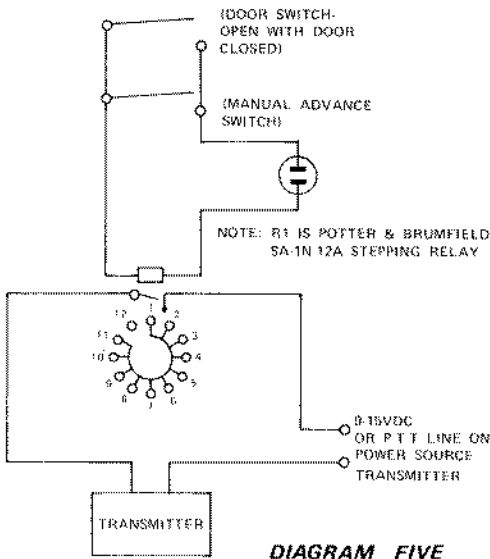 (DOOR SWITCH-
OPEN WITH DOOR
CLOSED)
(MANUAL ADVANCE
SWITCH)
NOTE: R1 IS POTTER & BRUMFIELD
SA-1N 12A STEPPING RELAY
1
2
3
4
5
6
7
8
9
10
11
12
9-15VDC
OR P T T LINE ON
POWER SOURCE
TRANSMITTER
TRANSMITTER
DIAGRAM FIVE